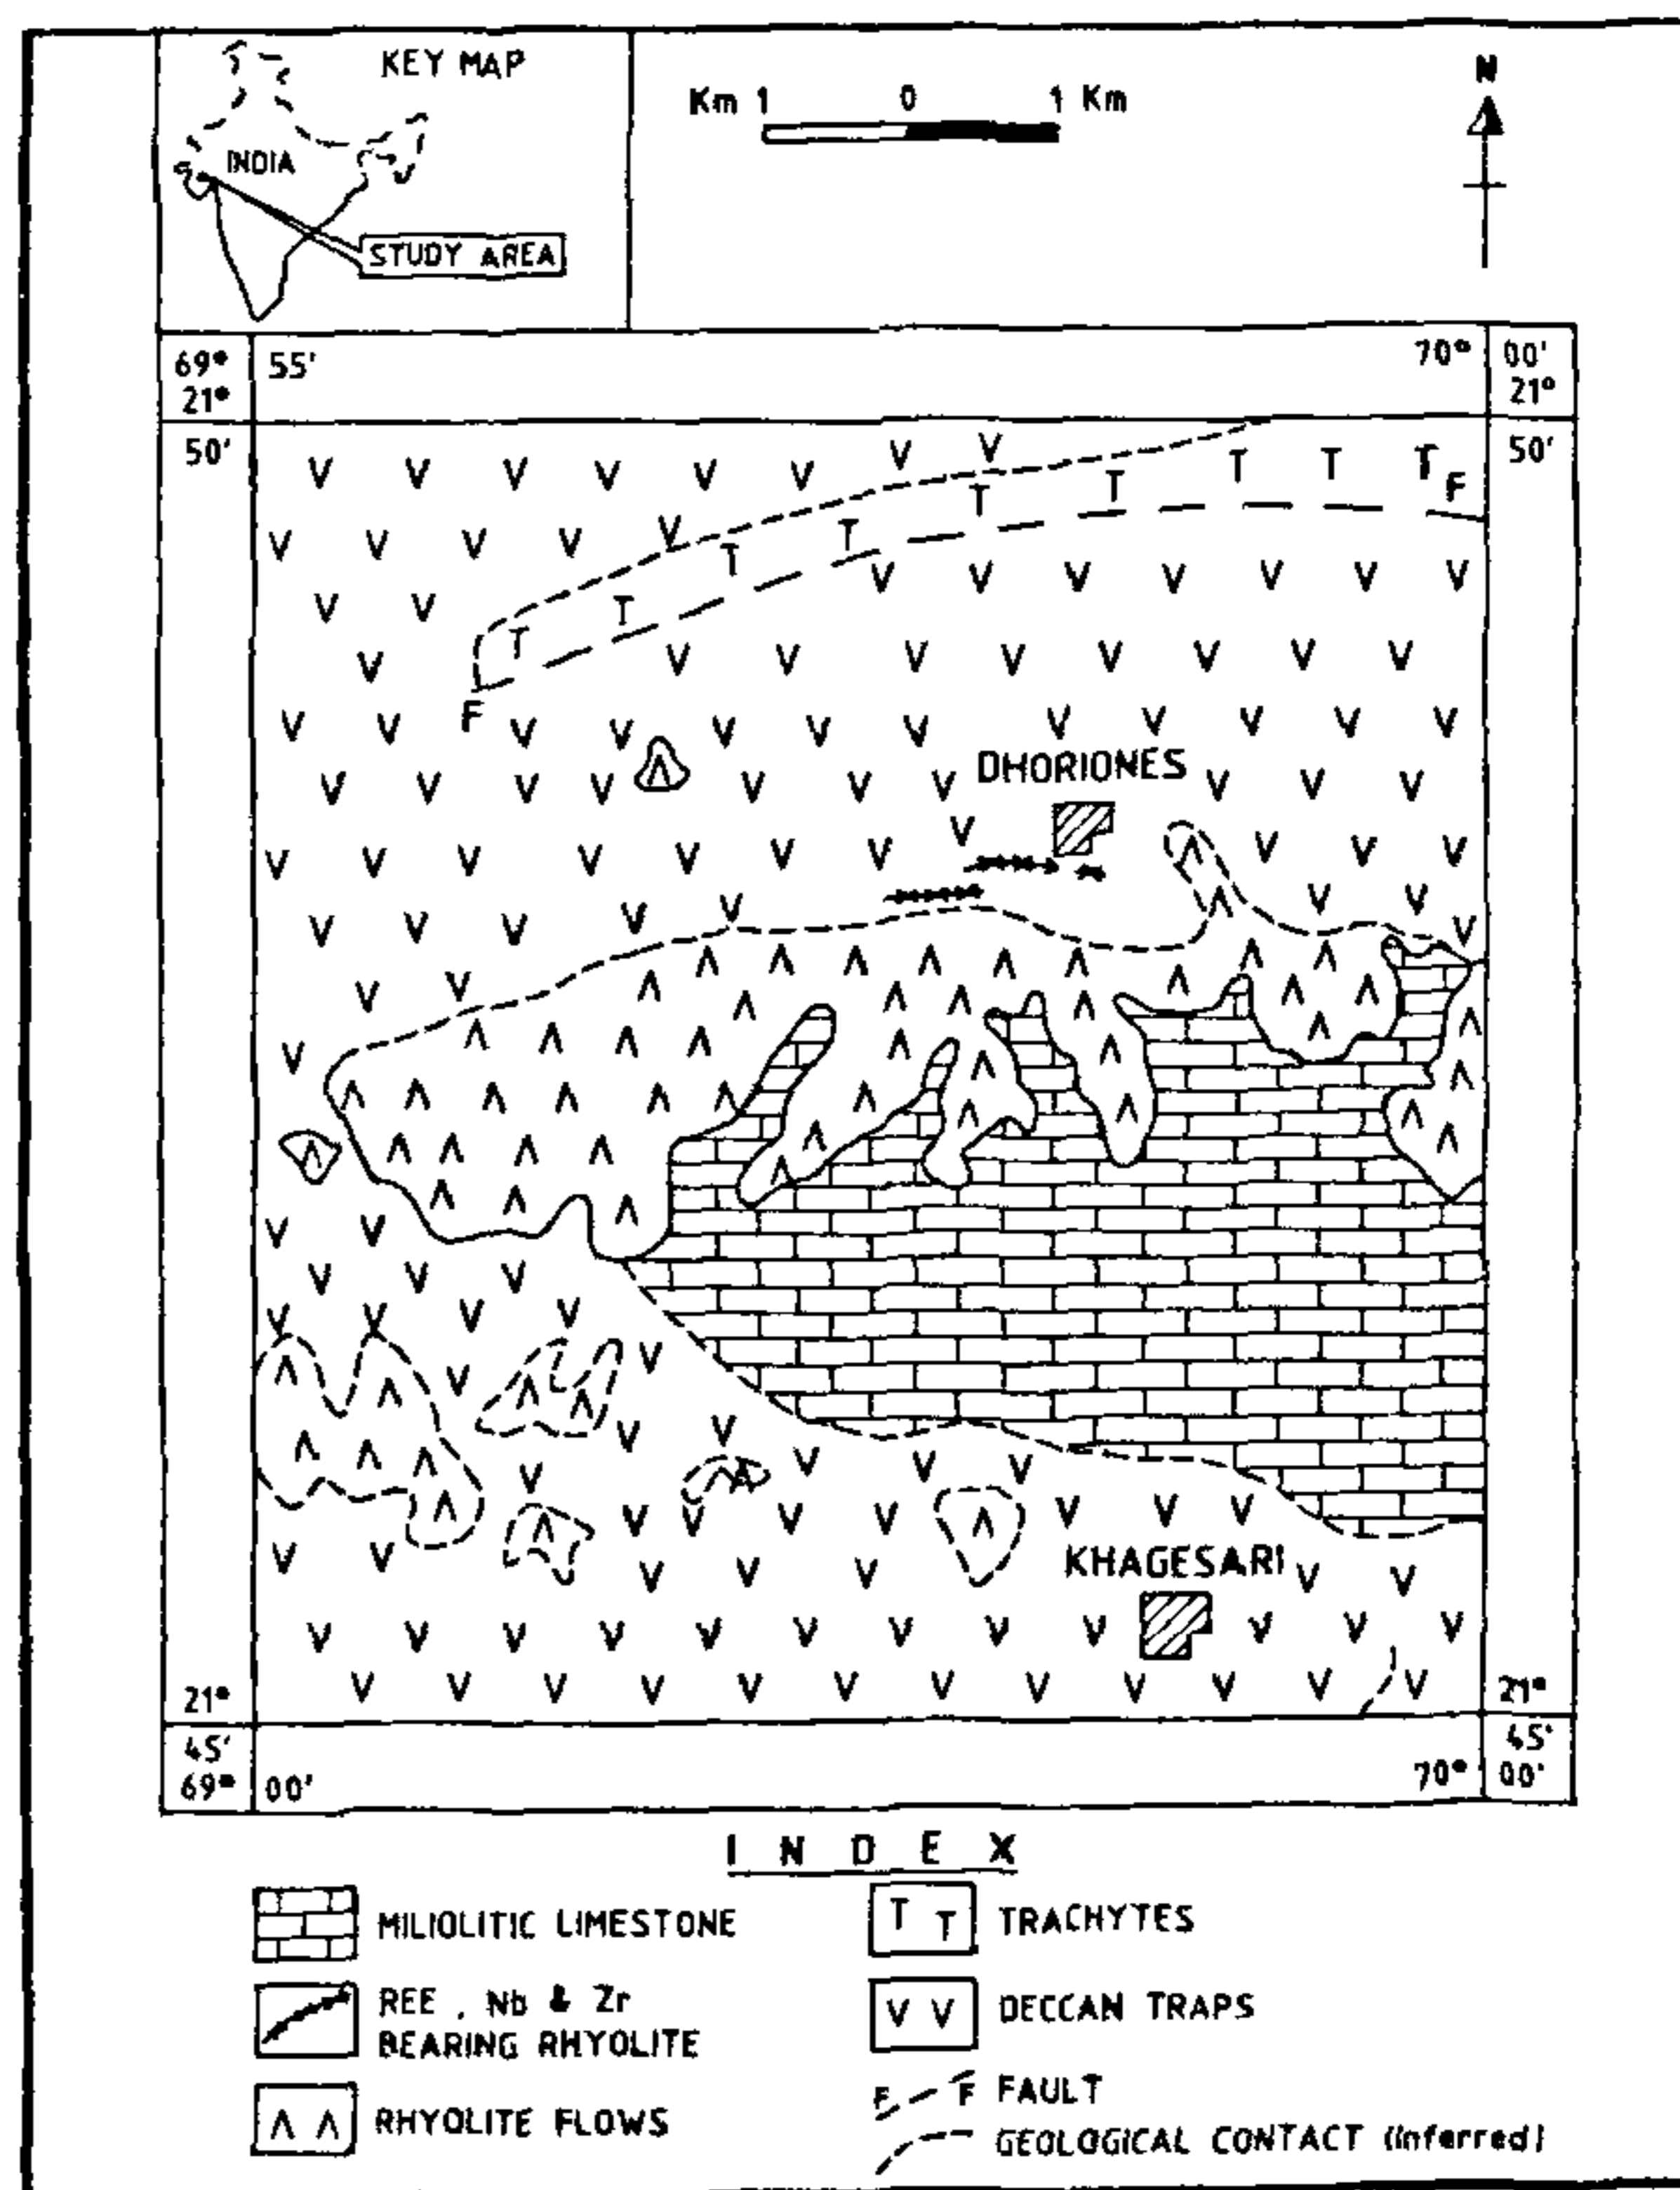 KEY MAP
INDIA
STUDY AREA
Km 1 0 1 Km
N
69° 55' 70° 00'
21° 21°
50' 50'
F
F
DHORIONES
KHAGESARI
21° 21°
45' 45'
69° 00' 70° 00'
INDEX
MILIOLITIC LIMESTONE
REE, Nb & Zr
BEARING RHYOLITE
Λ Λ RHYOLITE FLOWS
T T TRACHYTES
V V DECCAN TRAPS
F F FAULT
GEOLOGICAL CONTACT (inferred)